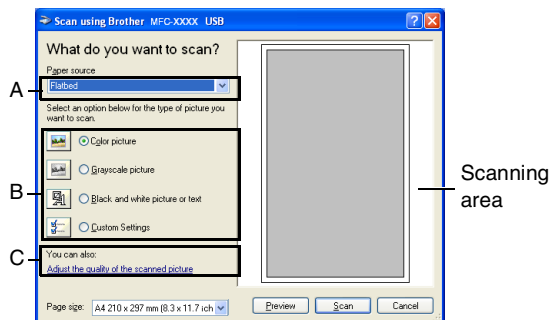 Scan using Brother MFC-XXXX USB
What do you want to scan?
Paper source
A
Flatbed
Select an option below for the type of picture you
want to scan.
Color picture
Grayscale picture
B
Black and white picture or text
Custom Settings
C
You can also:
Adjust the quality of the scanned picture
Page size:
A4 210 x 297 mm (8.3 x 11.7 ich
Preview
Scan
Cancel
Scanning
area